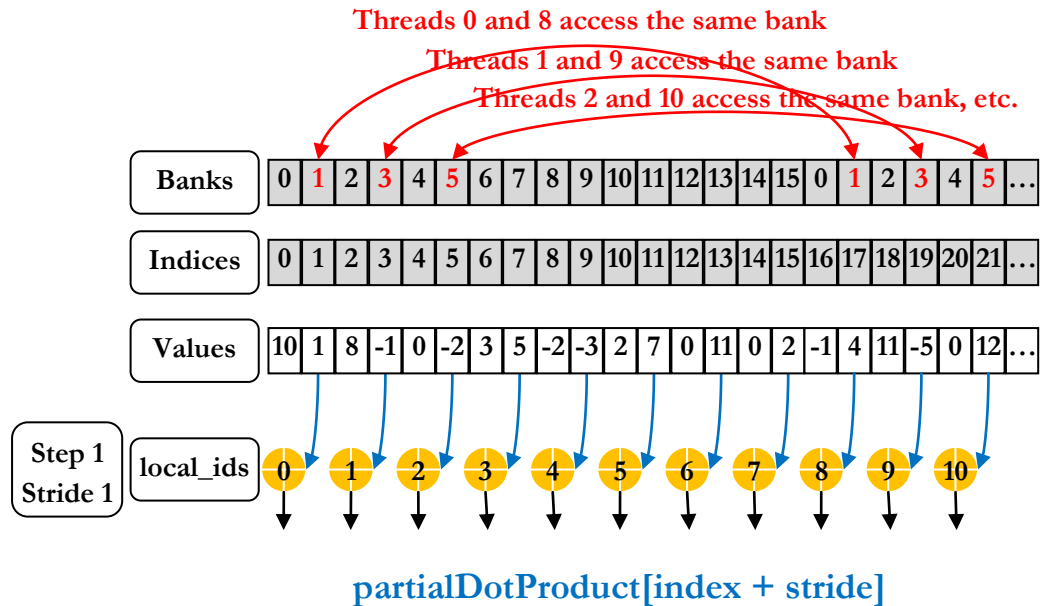 Threads 0 and 8 access the same bank
Threads 1 and 9 access the same bank
Threads 2 and 10 access the same bank, etc.
Banks 0 1 2 3 4 5 6 7 8 9 10 11 12 13 14 15 0 1 2 3 4 5 ...
Indices 0 1 2 3 4 5 6 7 8 9 10 11 12 13 14 15 16 17 18 19 20 21 ...
Values 10 1 8 -1 0 -2 3 5 -2 -3 2 7 0 11 0 2 -1 4 11 -5 0 12 ...
Step 1
Stride 1
local_ids 0 1 2 3 4 5 6 7 8 9 10
partialDotProduct[index + stride]